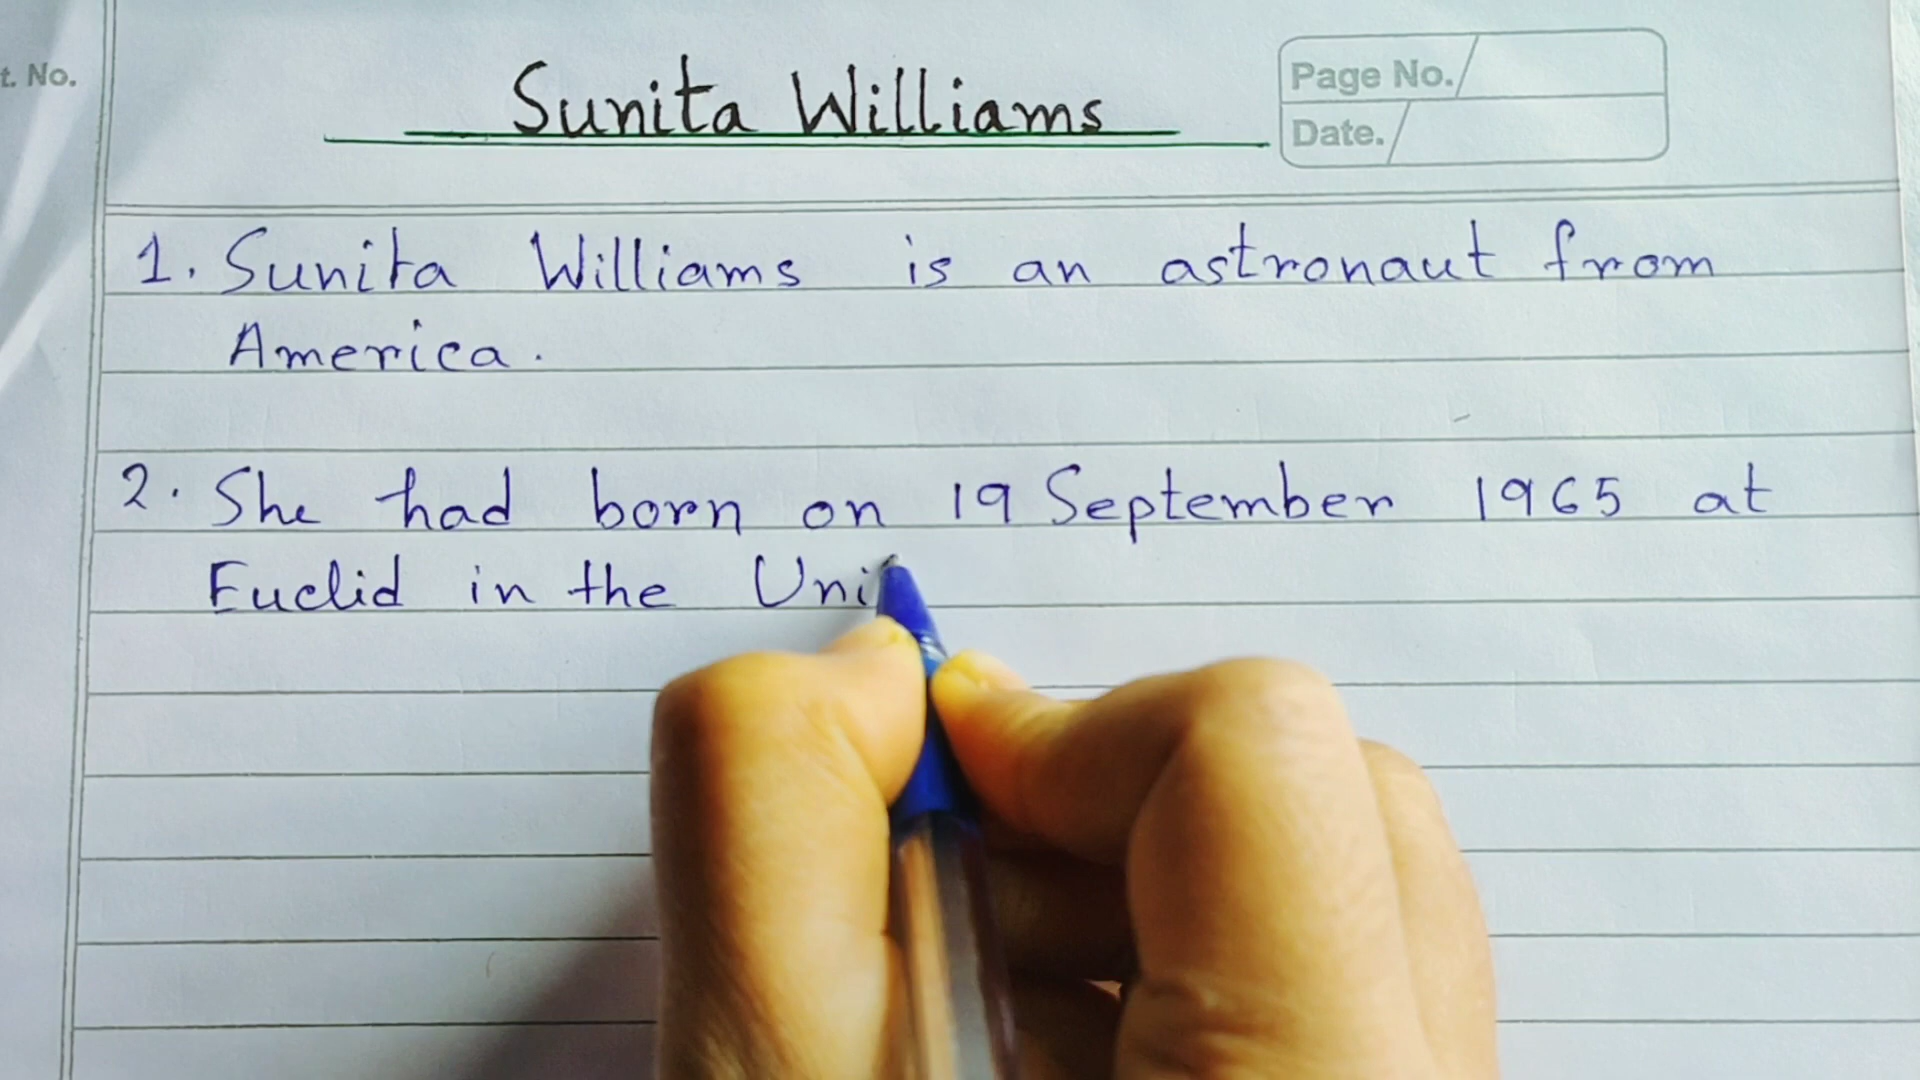 t. No.
Sunita Williams
Page No.
Date.
1. Sunita Williams is an astronaut from
America.
2. She had born on 19 September 1965 at
Euclid in the Uni